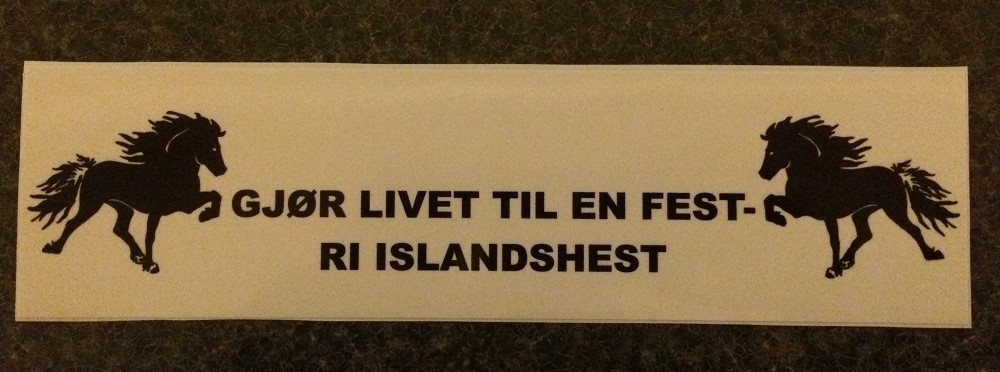 GJØR LIVET TIL EN FEST-
RI ISLANDSHEST